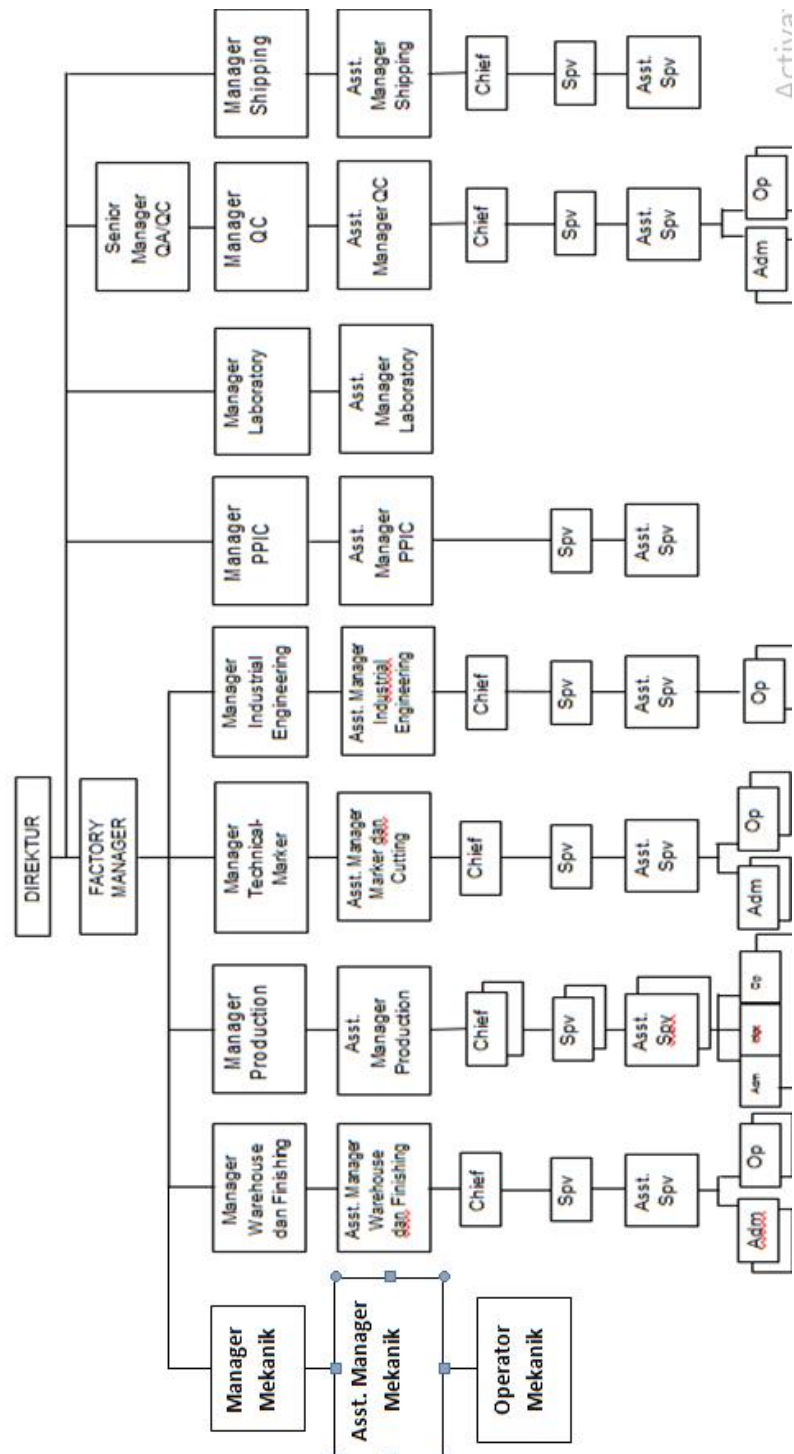 DIREKTUR
FACTORY
MANAGER
Senior
Manager
QA/QC
Manager
Mekanik
Manager
Warehouse
dan Finishing
Manager
Production
Manager
Technical-
Marker
Manager
Industrial
Engineering
Manager
PPIC
Manager
Laboratory
Manager
QC
Manager
Shipping
Asst. Manager
Mekanik
Asst. Manager
Warehouse
dan Finishing
Asst.
Manager
Production
Asst. Manager
Marker dan
Cutting
Asst. Manager
Industrial
Engineering
Asst.
Manager
PPIC
Asst.
Manager
Laboratory
Asst.
Manager QC
Asst.
Manager
Shipping
Operator
Mekanik
Chief
Chief
Chief
Chief
Chief
Chief
Spv
Spv
Spv
Spv
Spv
Spv
Spv
Asst.
Spv
Asst.
Spv
Asst.
Spv
Asst.
Spv
Asst.
Spv
Asst.
Spv
Asst.
Spv
Adm
Op
Adm
Adm
Op
Op
Adm
Op
Activa